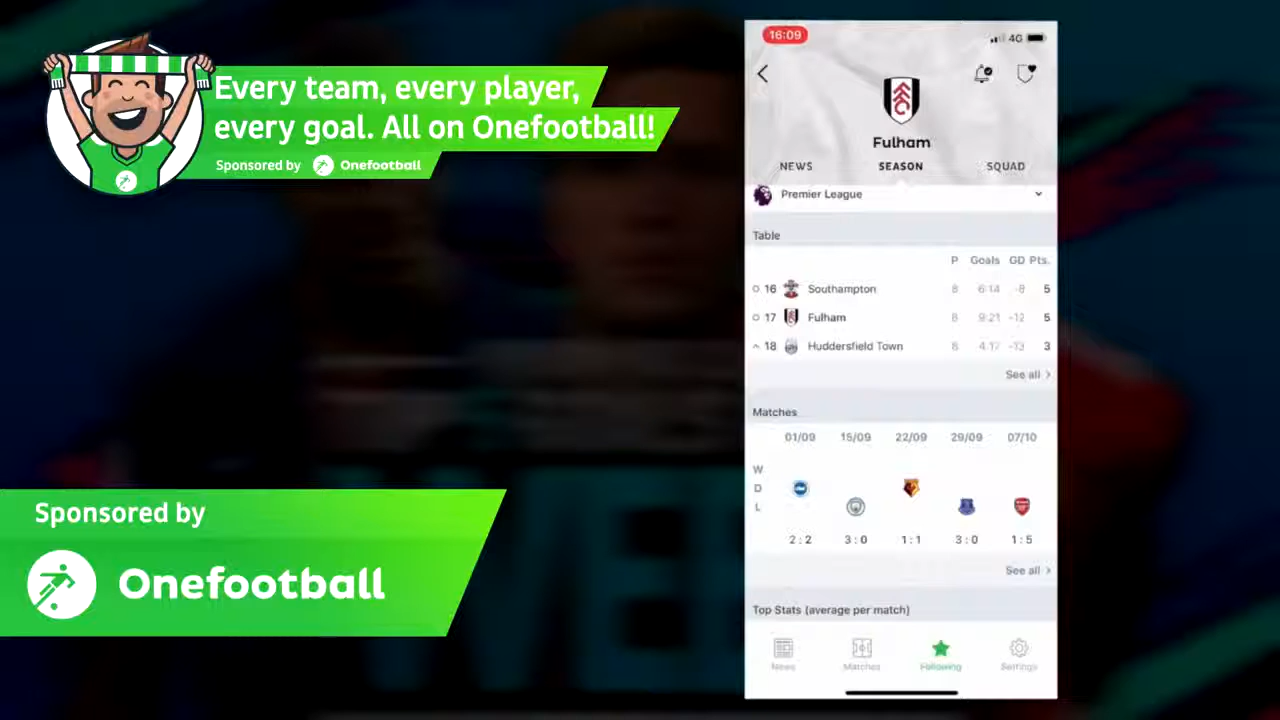 Every team, every player,
every goal. All on Onefootball!
Sponsored by Onefootball
Sponsored by
Onefootball
16:09 4G
Fulham
NEWS SEASON SQUAD
Premier League
Table
P Goals GD Pts.
16 Southampton 8 6:14 -8 5
17 Fulham 8 9:21 -12 5
18 Huddersfield Town 8 4:17 -13 3
See all
Matches
01/09 15/09 22/09 29/09 07/10
W
D
L
2:2 3:0 1:1 3:0 1:5
See all
Top Stats (average per match)
News Matches Following Settings